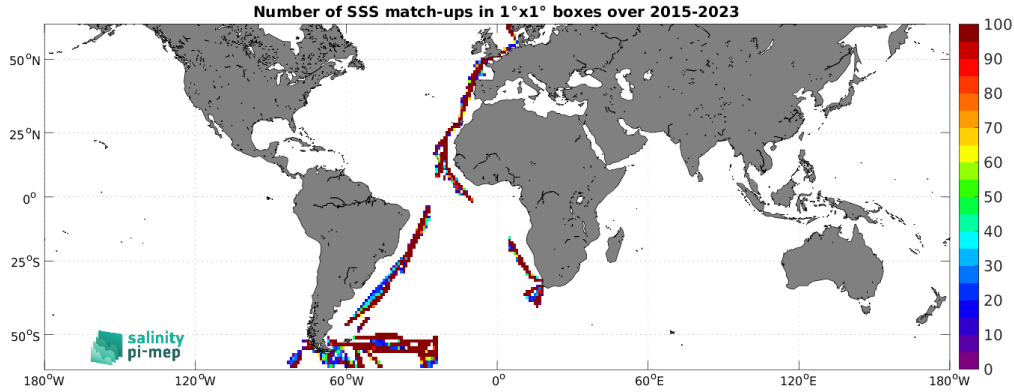 Number of SSS match-ups in 1°x1° boxes over 2015-2023
100
90
80
70
60
50
40
30
20
10
0
50°N
25°N
0°
25°S
50°S
180°W
120°W
60°W
0°
60°E
120°E
180°W
salinity
pi-mep